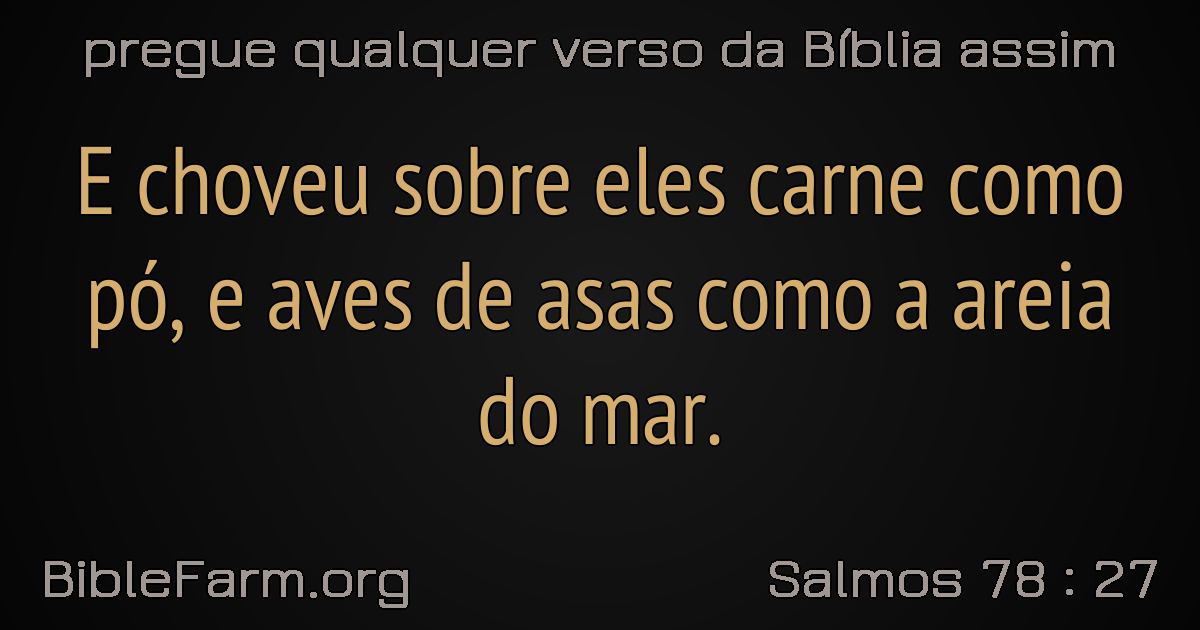 pregue qualquer verso da Bíblia assim
E choveu sobre eles carne como
pó, e aves de asas como a areia
do mar.
BibleFarm.org
Salmos 78 : 27